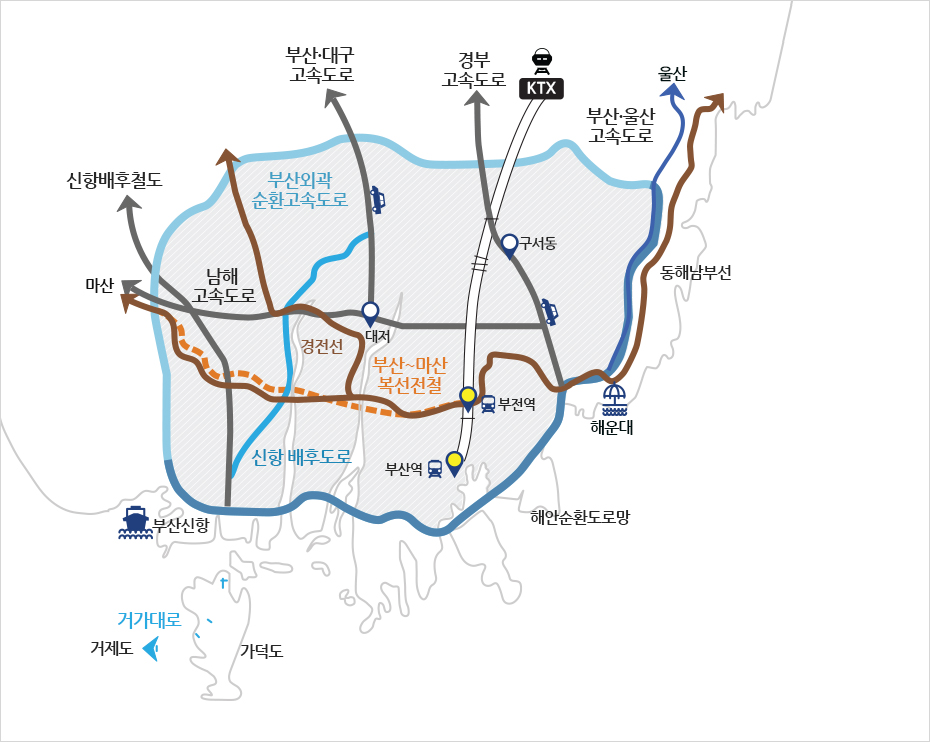 부산·대구
고속도로
경부
고속도로
KTX
울산
부산·울산
고속도로
신항배후철도
부산외곽
순환고속도로
구서동
동해남부선
마산
남해
고속도로
대저
경전선
부산~마산
복선전철
부전역
해운대
신항 배후도로
부산역
부산신항
해안순환도로망
거가대로
거제도
가덕도